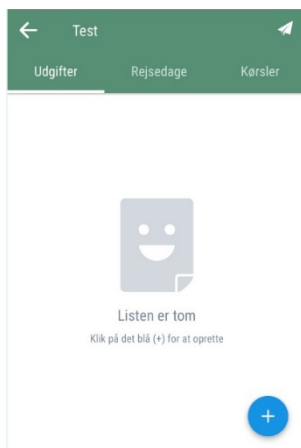 Test
Udgifter Rejsedage Kørsler
Listen er tom
Klik på det blå (+) for at oprette